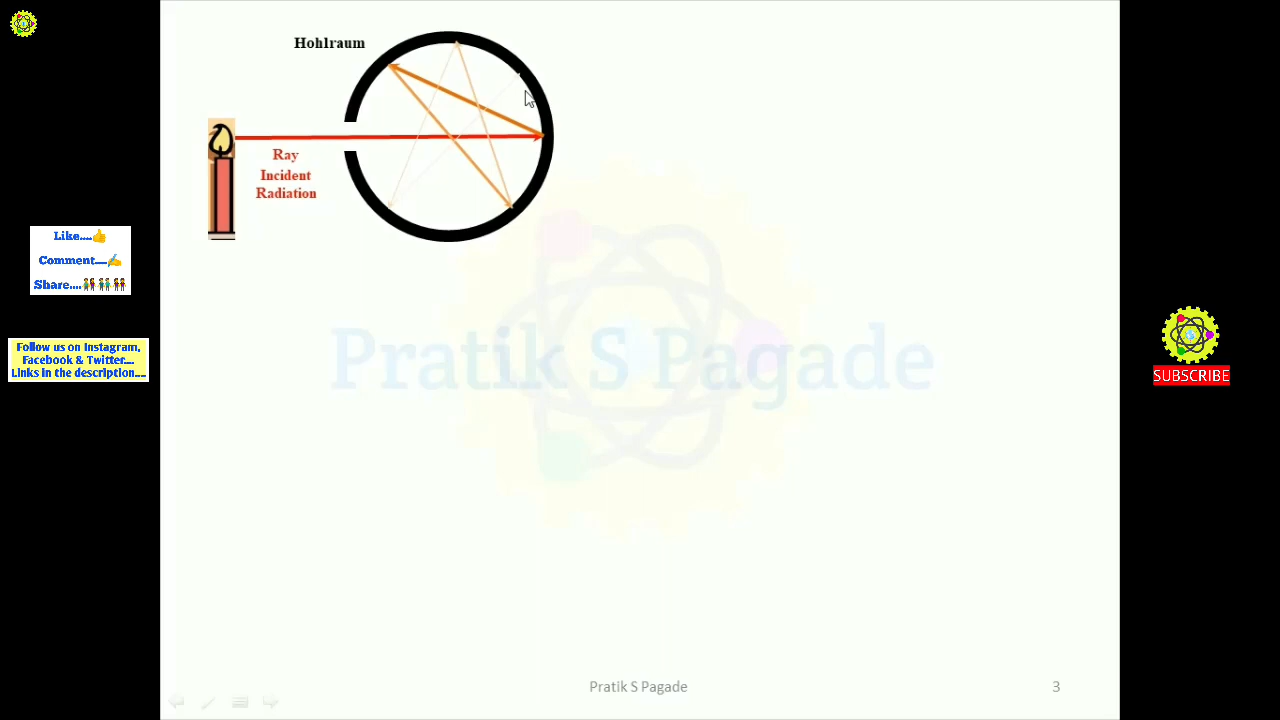 Hohlraum
Ray
Incident
Radiation
Like....👍
Comment....✍
Share....👫👫👫
Follow us on Instagram,
Facebook & Twitter....
Links in the description....
Pratik S Pagade
SUBSCRIBE
Pratik S Pagade
3